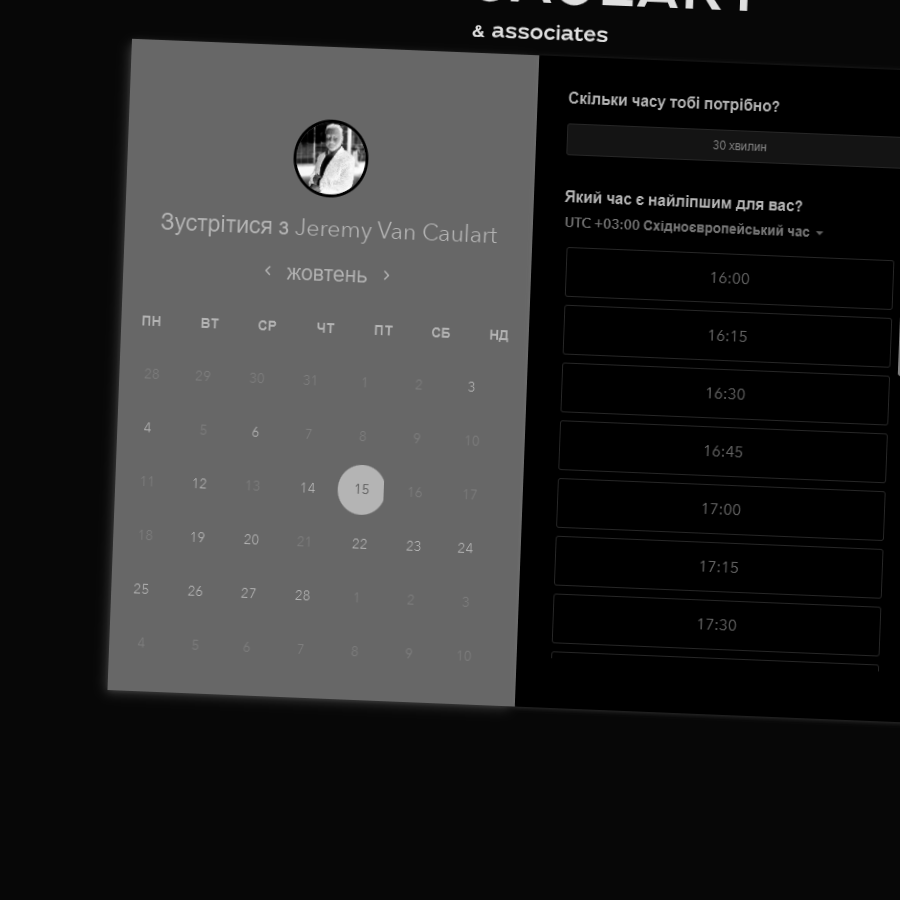 & associates
Зустрітися з Jeremy Van Caulart
жовтень
ПН ВТ СР ЧТ ПТ СБ НД
28 29 30 31 1 2 3
4 5 6 7 8 9 10
11 12 13 14 15 16 17
18 19 20 21 22 23 24
25 26 27 28 1 2 3
4 5 6 7 8 9 10
Скільки часу тобі потрібно?
30 хвилин
Який час є найліпшим для вас?
UTC +03:00 Східноєвропейський час
16:00
16:15
16:30
16:45
17:00
17:15
17:30